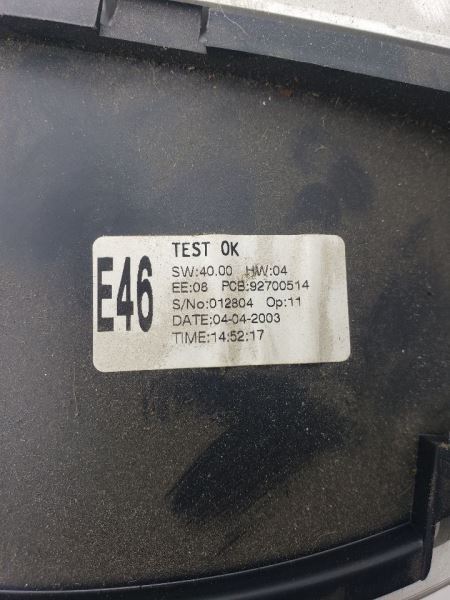 TEST OK
E46
SW:40.00 HW:04
EE:08 PCB:92700514
S/No:012804 Op:11
DATE:04-04-2003
TIME:14:52:17